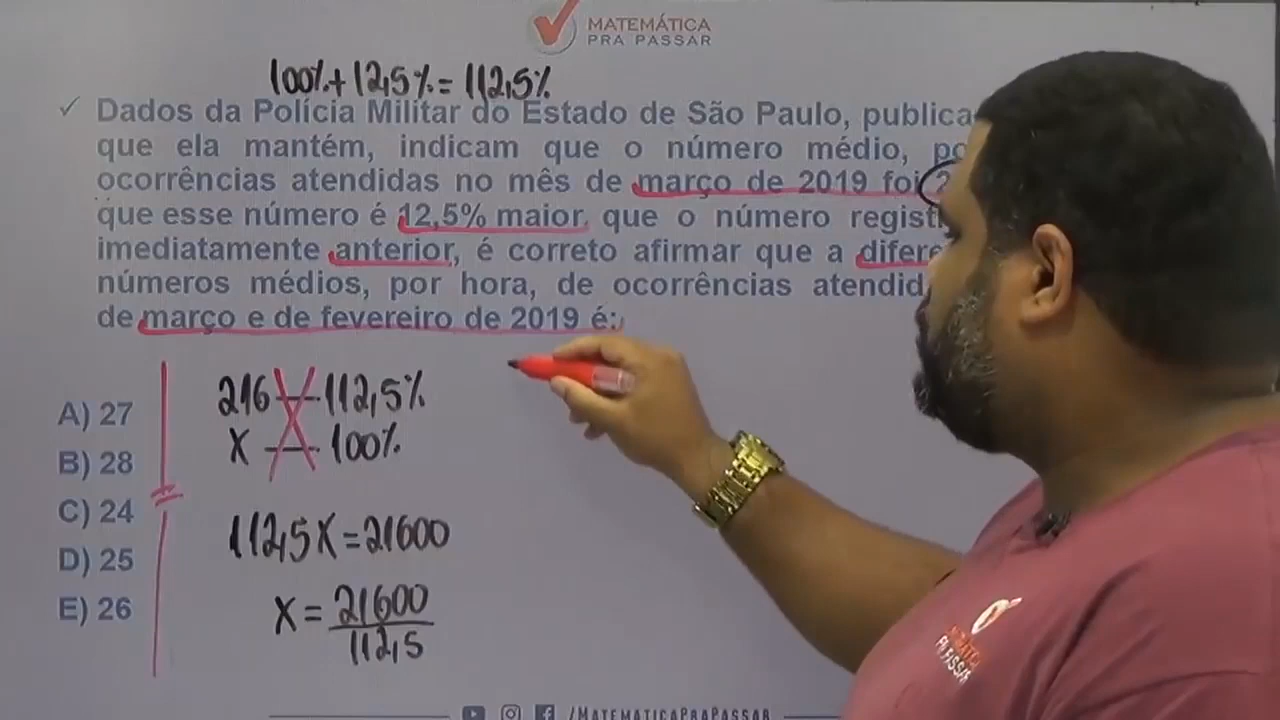 MATEMÁTICA
PRA PASSAR
100%+12,5%=112,5%
Dados da Polícia Militar do Estado de São Paulo, publica
que ela mantém, indicam que o número médio, po
ocorrências atendidas no mês de março de 2019 foi 2
que esse número é 12,5% maior que o número regist
imediatamente anterior, é correto afirmar que a difere
números médios, por hora, de ocorrências atendid
de março e de fevereiro de 2019 é:
A) 27
B) 28
C) 24
D) 25
E) 26
216 — 112,5%
X — 100%
112,5X=21600
X = 21600
112,5
PRA PASSAR
/MATEMATICAPRAPASSAR